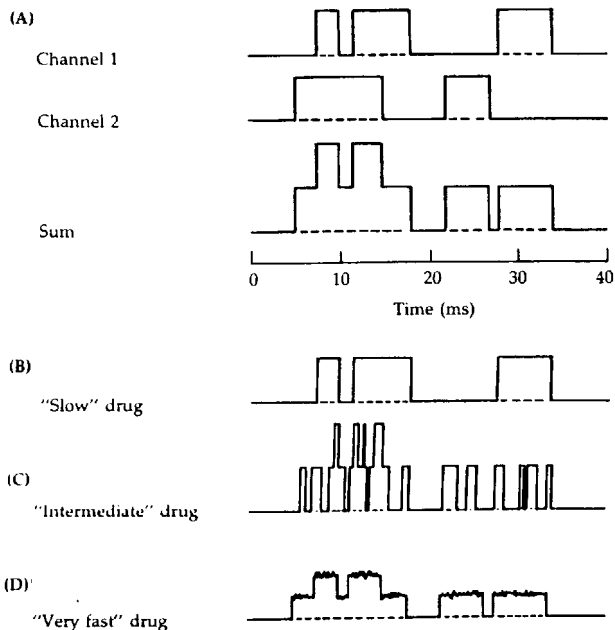 (A)
Channel 1
Channel 2
Sum
0 10 20 30 40
Time (ms)
(B)
"Slow" drug
(C)
"Intermediate" drug
(D)
"Very fast" drug